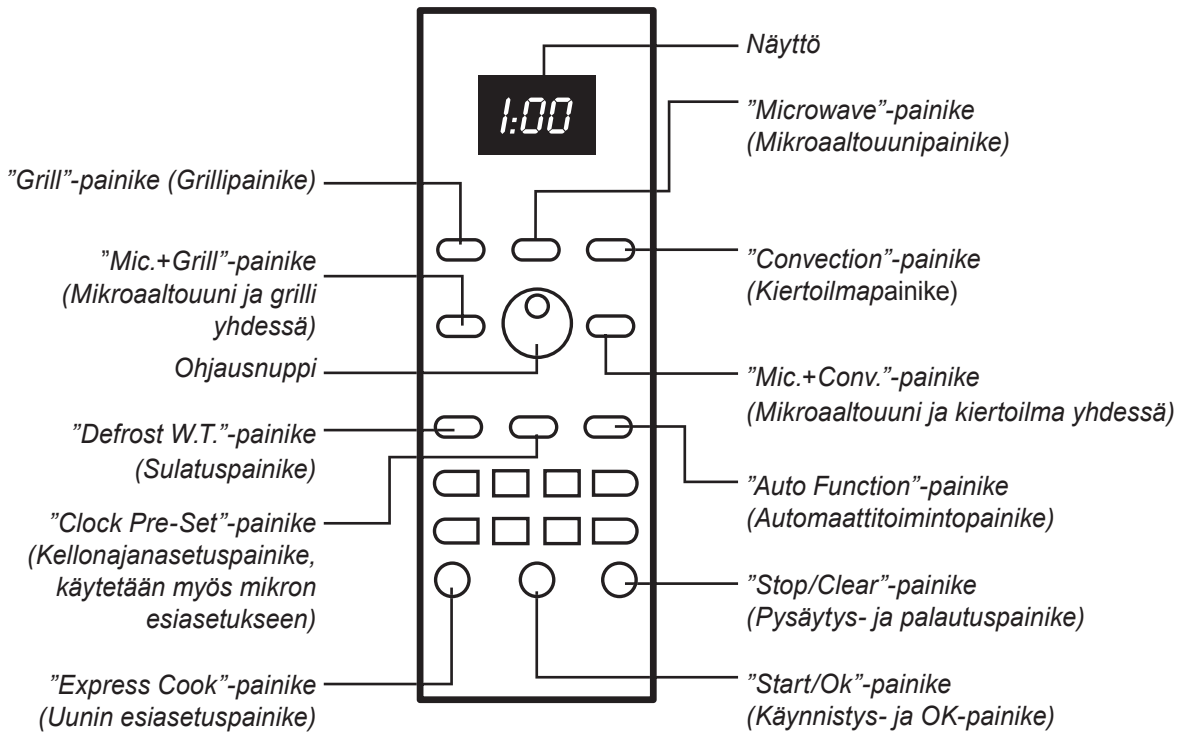 Näyttö
1:00
”Microwave”-painike
(Mikroaaltouunipainike)
”Grill”-painike (Grillipainike)
”Mic.+Grill”-painike
(Mikroaaltouuni ja grilli
yhdessä)
”Convection”-painike
(Kiertoilmapainike)
Ohjausnuppi
”Mic.+Conv.”-painike
(Mikroaaltouuni ja kiertoilma yhdessä)
”Defrost W.T.”-painike
(Sulatuspainike)
”Auto Function”-painike
(Automaattitoimintopainike)
”Clock Pre-Set”-painike
(Kellonajanasetuspainike,
käytetään myös mikron
esiasetukseen)
”Stop/Clear”-painike
(Pysäytys- ja palautuspainike)
”Express Cook”-painike
(Uunin esiasetuspainike)
”Start/Ok”-painike
(Käynnistys- ja OK-painike)